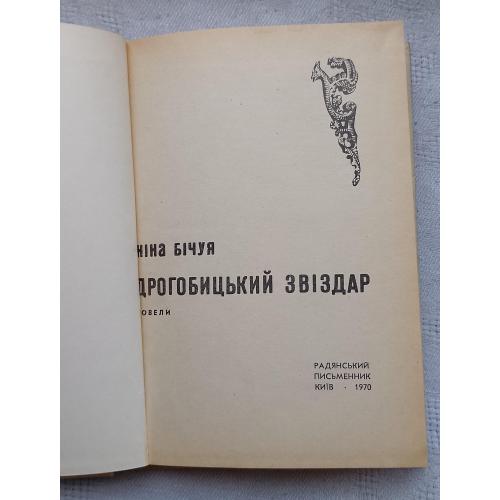 Ніна Бічуя
ДРОГОБИЦЬКИЙ ЗВІЗДАР
ОВЕЛИ
РАДЯНСЬКИЙ
ПИСЬМЕННИК
КИЇВ · 1970